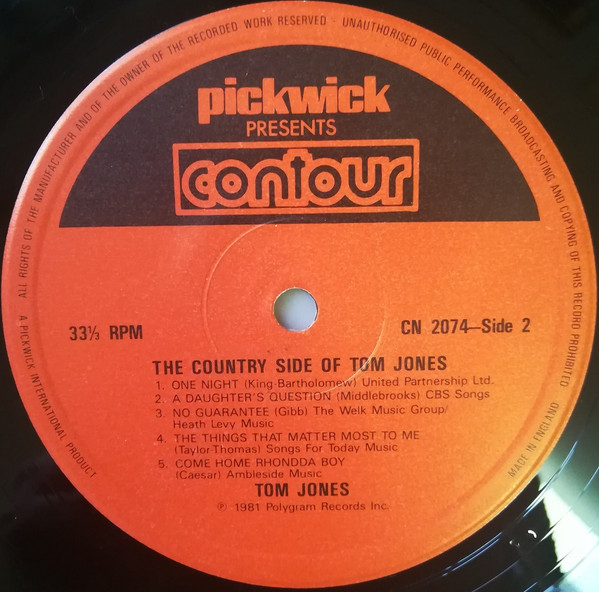 ALL RIGHTS OF THE MANUFACTURER AND OF THE OWNER OF THE RECORDED WORK RESERVED - UNAUTHORISED PUBLIC PERFORMANCE BROADCASTING AND COPYING OF THIS RECORD PROHIBITED
pickwick
PRESENTS
contour
33⅓ RPM
CN 2074—Side 2
THE COUNTRY SIDE OF TOM JONES
1. ONE NIGHT (King-Bartholomew) United Partnership Ltd.
2. A DAUGHTER'S QUESTION (Middlebrooks) CBS Songs
3. NO GUARANTEE (Gibb) The Welk Music Group/
Heath Levy Music
4. THE THINGS THAT MATTER MOST TO ME
(Taylor-Thomas) Songs For Today Music
5. COME HOME RHONDDA BOY
(Caesar) Ambleside Music
TOM JONES
℗ 1981 Polygram Records Inc.
A PICKWICK INTERNATIONAL PRODUCT
MADE IN ENGLAND